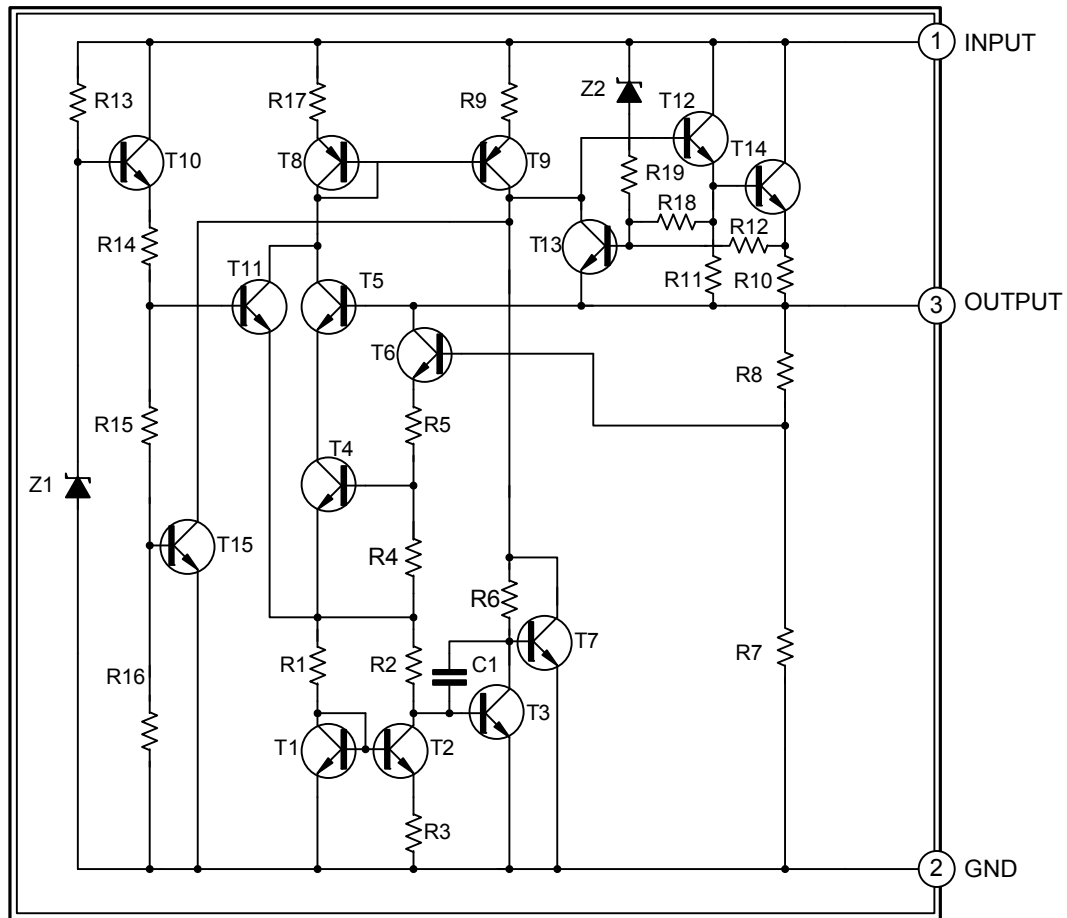 1 INPUT
R13
R17
R9
Z2
T12
T10
T8
T9
T14
R19
R18
R14
R12
T13
T11
T5
R11
R10
3 OUTPUT
T6
R8
R15
R5
T4
Z1
T15
R4
R6
T7
R1
R2
C1
R7
R16
T3
T1
T2
R3
2 GND